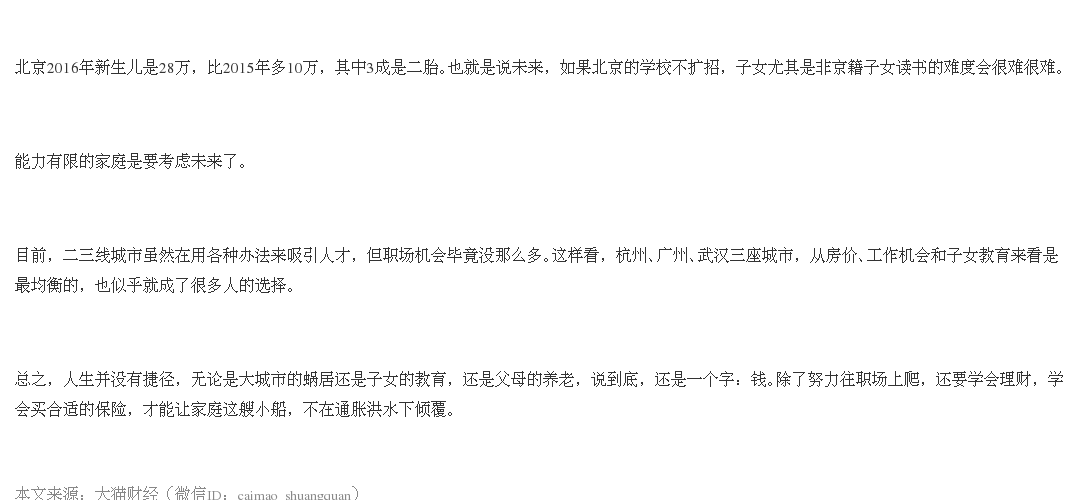 北京2016年新生儿是28万，比2015年多10万，其中3成是二胎。也就是说未来，如果北京的学校不扩招，子女尤其是非京籍子女读书的难度会很难很难。
能力有限的家庭是要考虑未来了。
目前，二三线城市虽然在用各种办法来吸引人才，但职场机会毕竟没那么多。这样看，杭州、广州、武汉三座城市，从房价、工作机会和子女教育来看是
最均衡的，也似乎就成了很多人的选择。
总之，人生并没有捷径，无论是大城市的蜗居还是子女的教育，还是父母的养老，说到底，还是一个字：钱。除了努力往职场上爬，还要学会理财，学
会买合适的保险，才能让家庭这艘小船，不在通胀洪水下倾覆。
本文来源：大猫财经（微信ID：caimao_shuangquan）